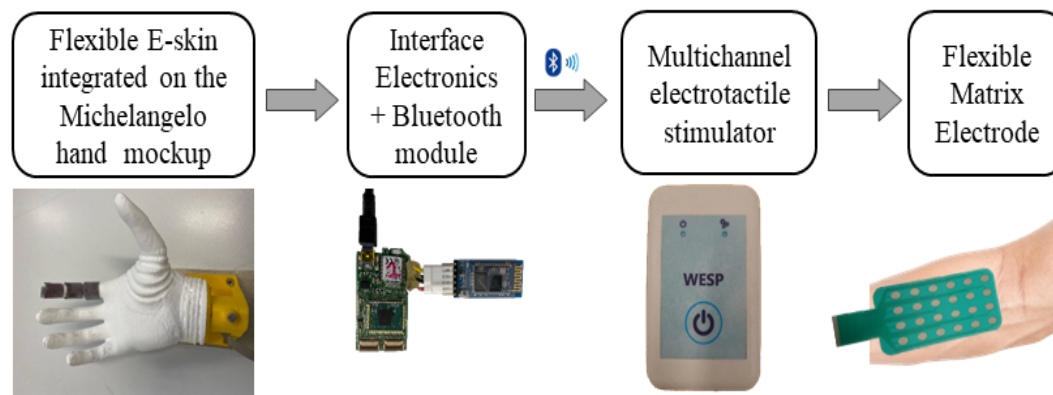 Flexible E-skin
integrated on the
Michelangelo
hand mockup
Interface
Electronics
+ Bluetooth
module
Multichannel
electrotactile
stimulator
Flexible
Matrix
Electrode
WESP